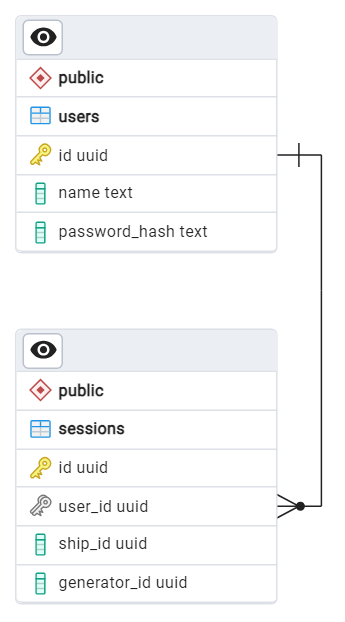 public
users
id uuid
name text
password_hash text
public
sessions
id uuid
user_id uuid
ship_id uuid
generator_id uuid